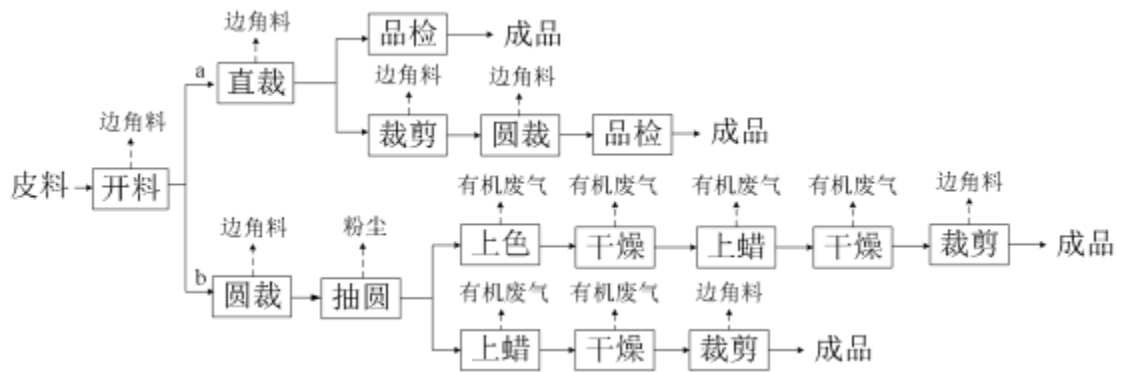 边角料
品检 成品
a
直裁
边角料 边角料
裁剪 圆裁 品检 成品
边角料
皮料 开料
有机废气 有机废气 有机废气 有机废气 边角料
上色 干燥 上蜡 干燥 裁剪 成品
边角料 粉尘
b
圆裁 抽圆
有机废气 有机废气 边角料
上蜡 干燥 裁剪 成品